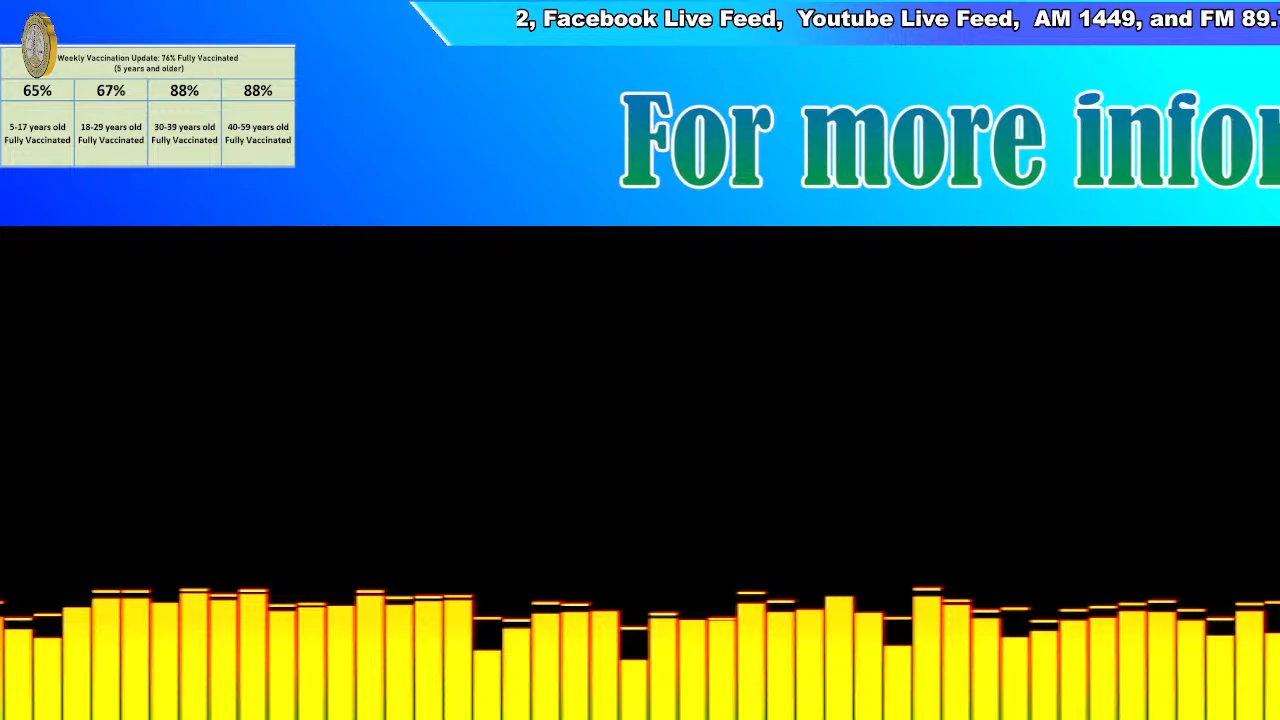 2, Facebook Live Feed, Youtube Live Feed, AM 1449, and FM 89.
Weekly Vaccination Update: 76% Fully Vaccinated
(5 years and older)
65% 67% 88% 88%
5-17 years old 18-29 years old 30-39 years old 40-59 years old
Fully Vaccinated Fully Vaccinated Fully Vaccinated Fully Vaccinated
For more infor